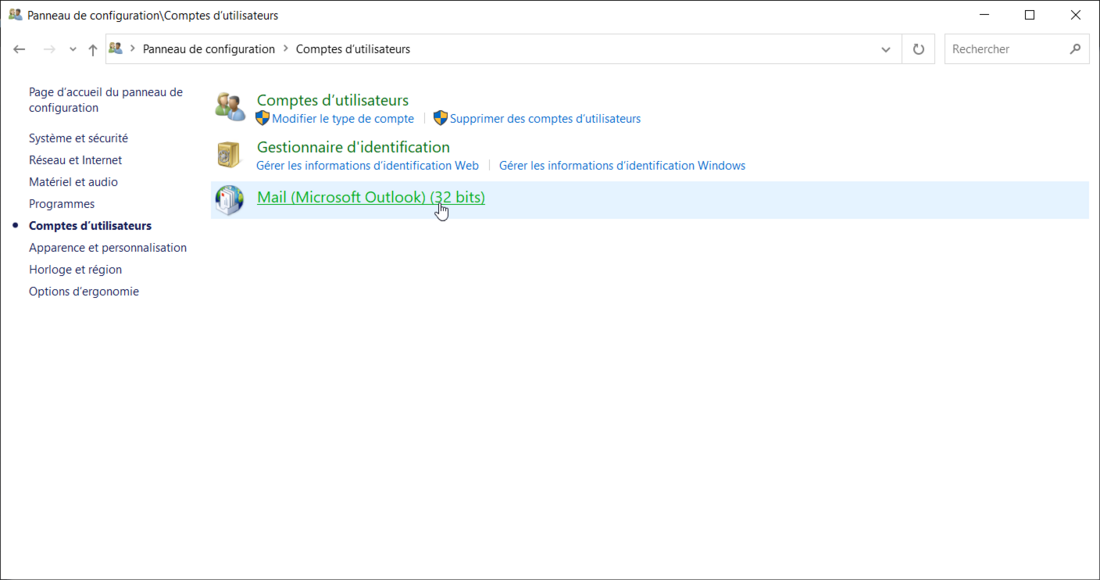 Panneau de configuration\Comptes d'utilisateurs
Panneau de configuration > Comptes d'utilisateurs
Rechercher
Page d'accueil du panneau de
configuration
Système et sécurité
Réseau et Internet
Matériel et audio
Programmes
Comptes d'utilisateurs
Apparence et personnalisation
Horloge et région
Options d'ergonomie
Comptes d'utilisateurs
Modifier le type de compte
Supprimer des comptes d'utilisateurs
Gestionnaire d'identification
Gérer les informations d'identification Web
Gérer les informations d'identification Windows
Mail (Microsoft Outlook) (32 bits)